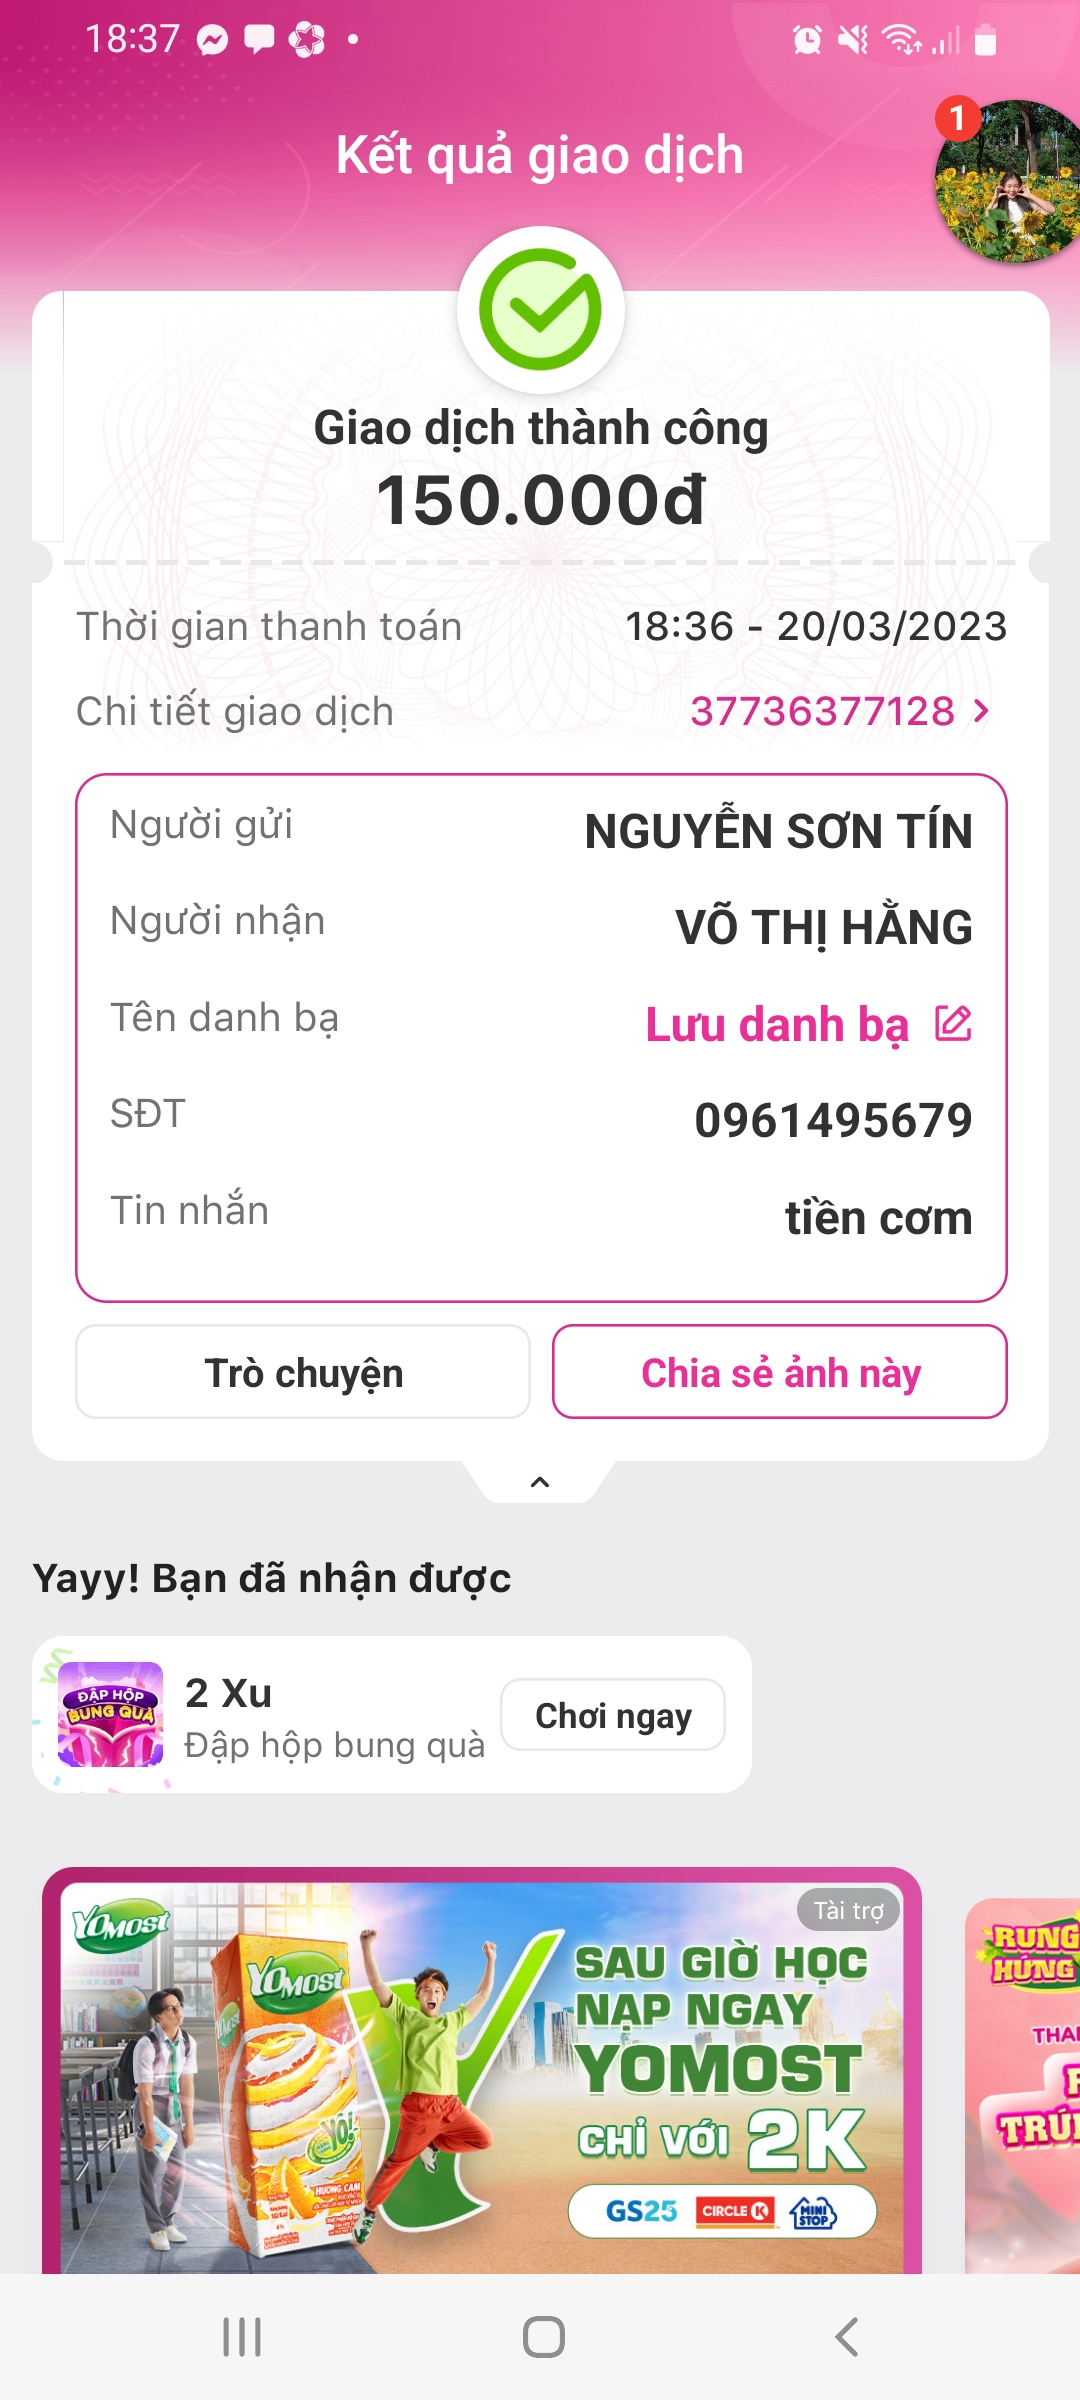 18:37
1
Kết quả giao dịch
Giao dịch thành công
150.000đ
Thời gian thanh toán 18:36 - 20/03/2023
Chi tiết giao dịch 37736377128
Người gửi NGUYỄN SƠN TÍN
Người nhận VÕ THỊ HẰNG
Tên danh bạ Lưu danh bạ
SĐT 0961495679
Tin nhắn tiền cơm
Trò chuyện Chia sẻ ảnh này
Yayy! Bạn đã nhận được
ĐẬP HỘP
BUNG QUÀ
2 Xu
Đập hộp bung quà
Chơi ngay
YOMOST
Tài trợ
YOMOST
YO!
HƯƠNG CAM
SAU GIỜ HỌC
NẠP NGAY
YOMOST
CHỈ VỚI 2K
GS25 CIRCLE K MINI STOP
RUNG
HỨNG